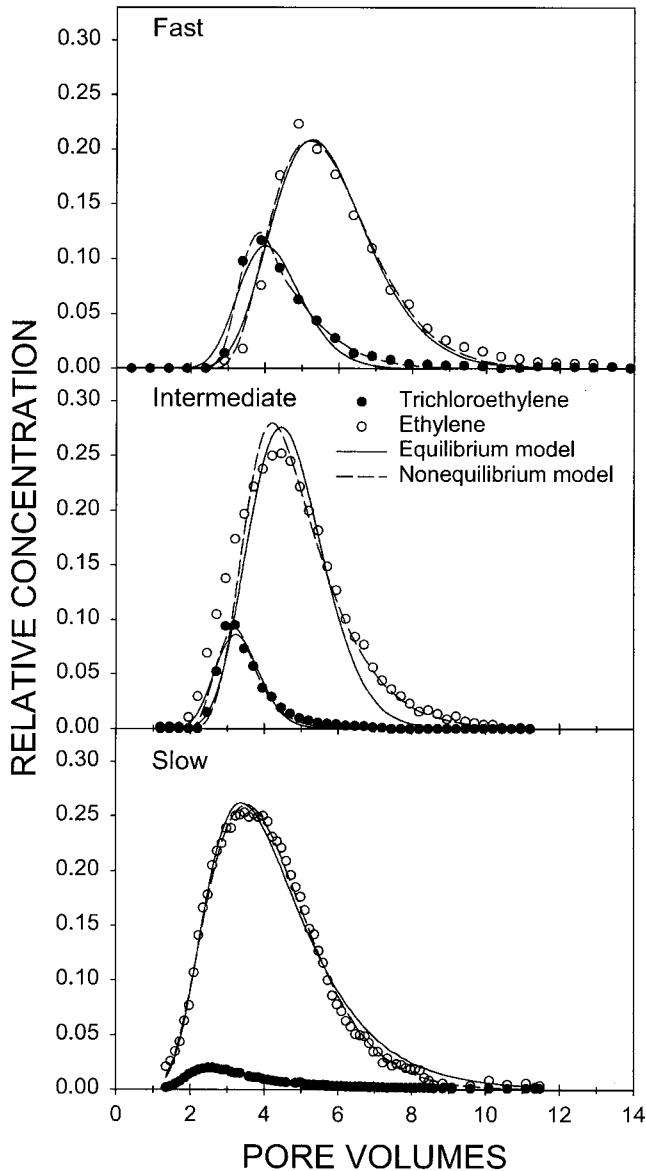 Fast
0.30
0.25
0.20
0.15
0.10
0.05
0.00
Intermediate
Trichloroethylene
Ethylene
Equilibrium model
Nonequilibrium model
0.30
0.25
0.20
0.15
0.10
0.05
0.00
Slow
0.30
0.25
0.20
0.15
0.10
0.05
0.00
0 2 4 6 8 10 12 14
PORE VOLUMES
RELATIVE CONCENTRATION